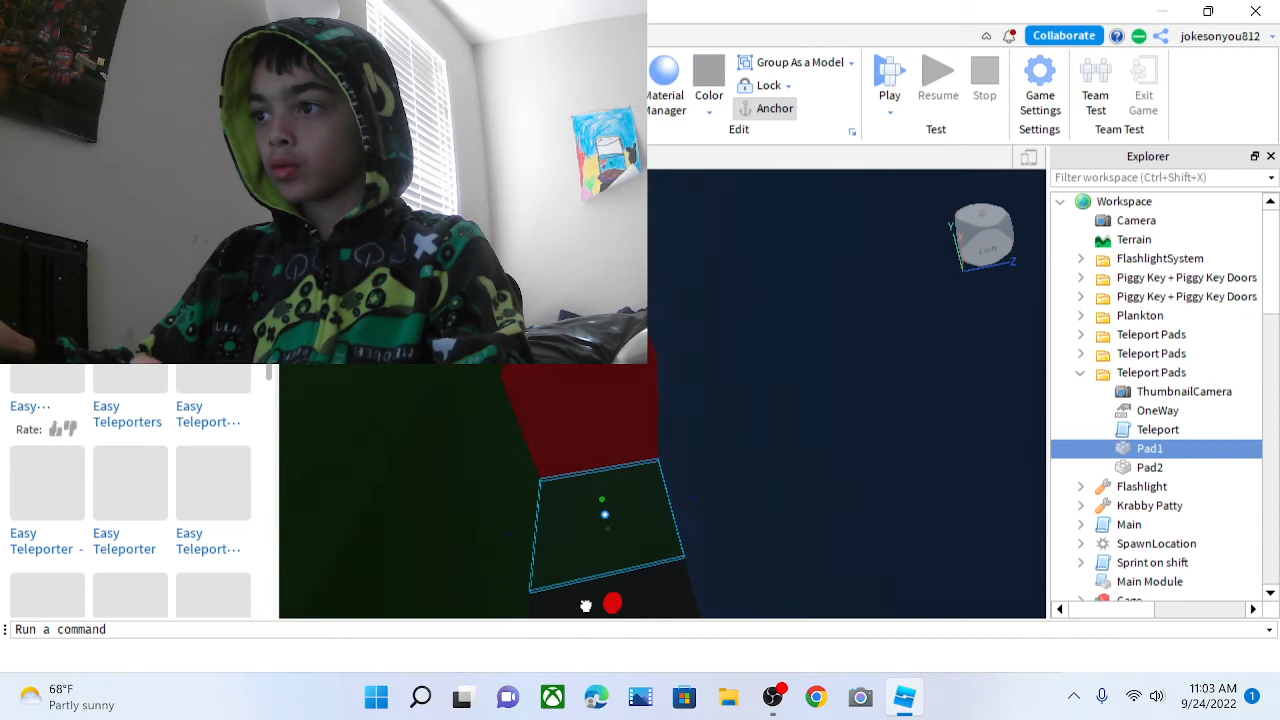 Collaborate
jokesonyou812
Group As a Model
Lock
Anchor
Material
Manager
Color
Edit
Play
Resume
Stop
Test
Game
Settings
Settings
Team
Test
Exit
Game
Team Test
Explorer
Filter workspace (Ctrl+Shift+X)
Workspace
Camera
Terrain
FlashlightSystem
Piggy Key + Piggy Key Doors
Piggy Key + Piggy Key Doors
Plankton
Teleport Pads
Teleport Pads
Teleport Pads
ThumbnailCamera
OneWay
Teleport
Pad1
Pad2
Flashlight
Krabby Patty
Main
SpawnLocation
Sprint on shift
Main Module
Cage
Y
Z
Left
Easy...
Rate:
Easy
Teleporters
Easy
Teleport...
Easy
Teleporter -
Easy
Teleporter
Easy
Teleport...
Run a command
68°F
Partly sunny
11:03 AM
9/24/2022
1